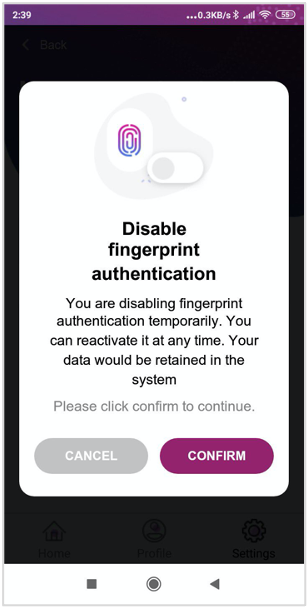 2:39
...0.3KB/s
55
Back
Disable
fingerprint
authentication
You are disabling fingerprint
authentication temporarily. You
can reactivate it at any time. Your
data would be retained in the
system
Please click confirm to continue.
CANCEL
CONFIRM
Home
Profile
Settings